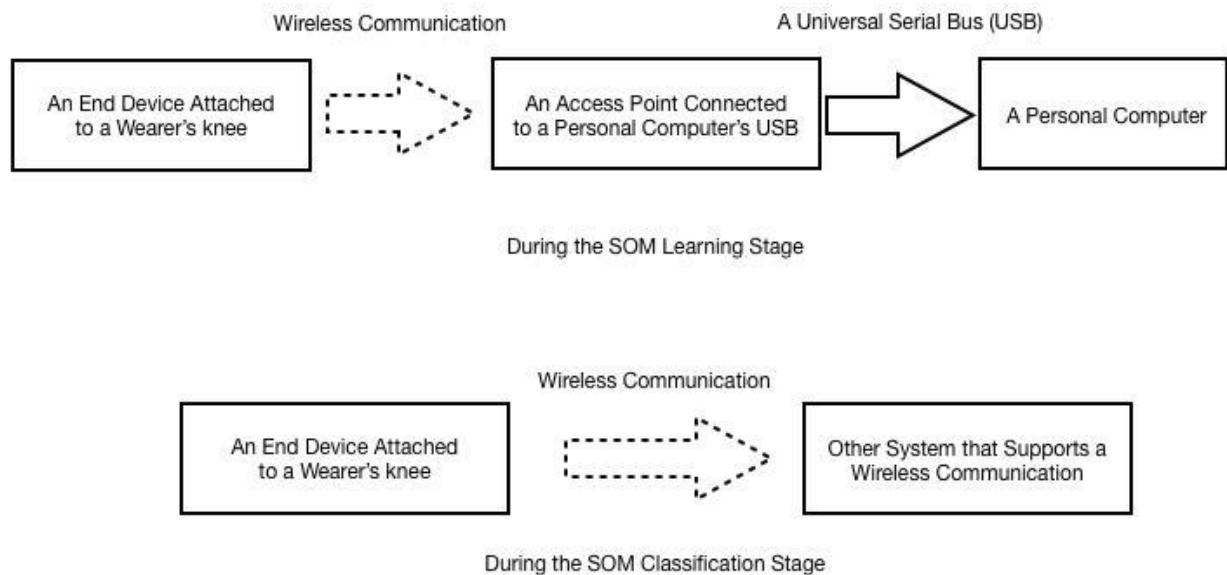 Wireless Communication
A Universal Serial Bus (USB)
An End Device Attached
to a Wearer's knee
An Access Point Connected
to a Personal Computer's USB
A Personal Computer
During the SOM Learning Stage
Wireless Communication
An End Device Attached
to a Wearer's knee
Other System that Supports a
Wireless Communication
During the SOM Classification Stage